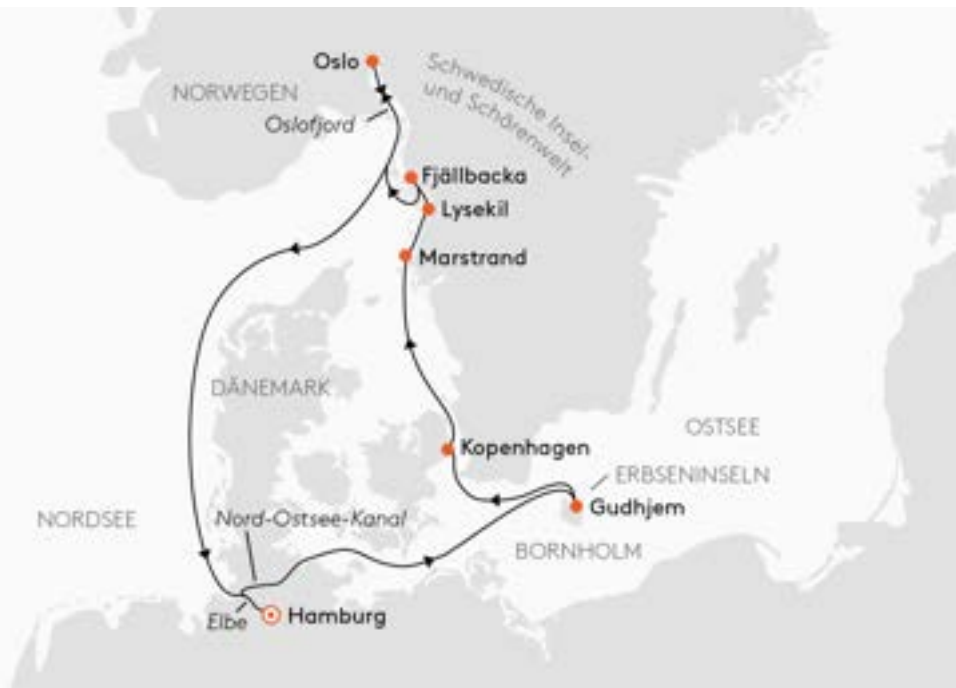 Oslo
NORWEGEN
Schwedische Insel-
und Schärenwelt
Oslofjord
Fjällbacka
Lysekil
Marstrand
DÄNEMARK
OSTSEE
Kopenhagen
ERBSENINSELN
Gudhjem
NORDSEE
Nord-Ostsee-Kanal
BORNHOLM
Elbe
Hamburg